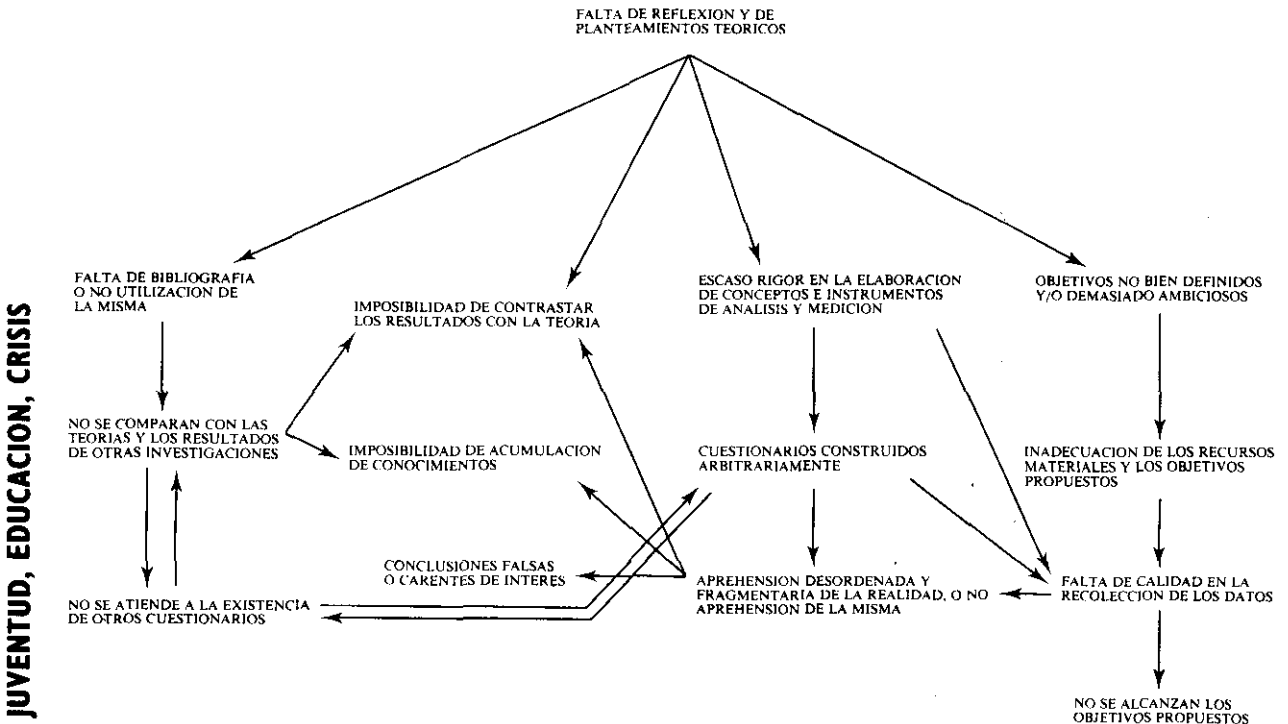 FALTA DE REFLEXION Y DE
PLANTEAMIENTOS TEORICOS
FALTA DE BIBLIOGRAFIA
O NO UTILIZACION DE
LA MISMA
IMPOSIBILIDAD DE CONTRASTAR
LOS RESULTADOS CON LA TEORIA
ESCASO RIGOR EN LA ELABORACION
DE CONCEPTOS E INSTRUMENTOS
DE ANALISIS Y MEDICION
OBJETIVOS NO BIEN DEFINIDOS
Y/O DEMASIADO AMBICIOSOS
NO SE COMPARAN CON LAS
TEORIAS Y LOS RESULTADOS
DE OTRAS INVESTIGACIONES
IMPOSIBILIDAD DE ACUMULACION
DE CONOCIMIENTOS
CUESTIONARIOS CONSTRUIDOS
ARBITRARIAMENTE
INADECUACION DE LOS RECURSOS
MATERIALES Y LOS OBJETIVOS
PROPUESTOS
CONCLUSIONES FALSAS
O CARENTES DE INTERES
NO SE ATIENDE A LA EXISTENCIA
DE OTROS CUESTIONARIOS
APREHENSION DESORDENADA Y
FRAGMENTARIA DE LA REALIDAD, O NO
APREHENSION DE LA MISMA
FALTA DE CALIDAD EN LA
RECOLECCION DE LOS DATOS
NO SE ALCANZAN LOS
OBJETIVOS PROPUESTOS
JUVENTUD, EDUCACION, CRISIS